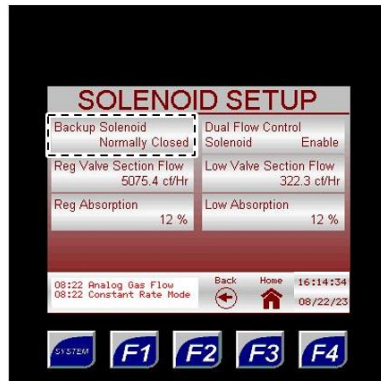 SOLENOID SETUP
Backup Solenoid
Normally Closed
Dual Flow Control
Solenoid Enable
Reg Valve Section Flow
5075.4 cf/Hr
Low Valve Section Flow
322.3 cf/Hr
Reg Absorption
12 %
Low Absorption
12 %
08:22 Analog Gas Flow
08:22 Constant Rate Mode
Back
Home
16:14:34
08/22/23
SYSTEM
F1
F2
F3
F4